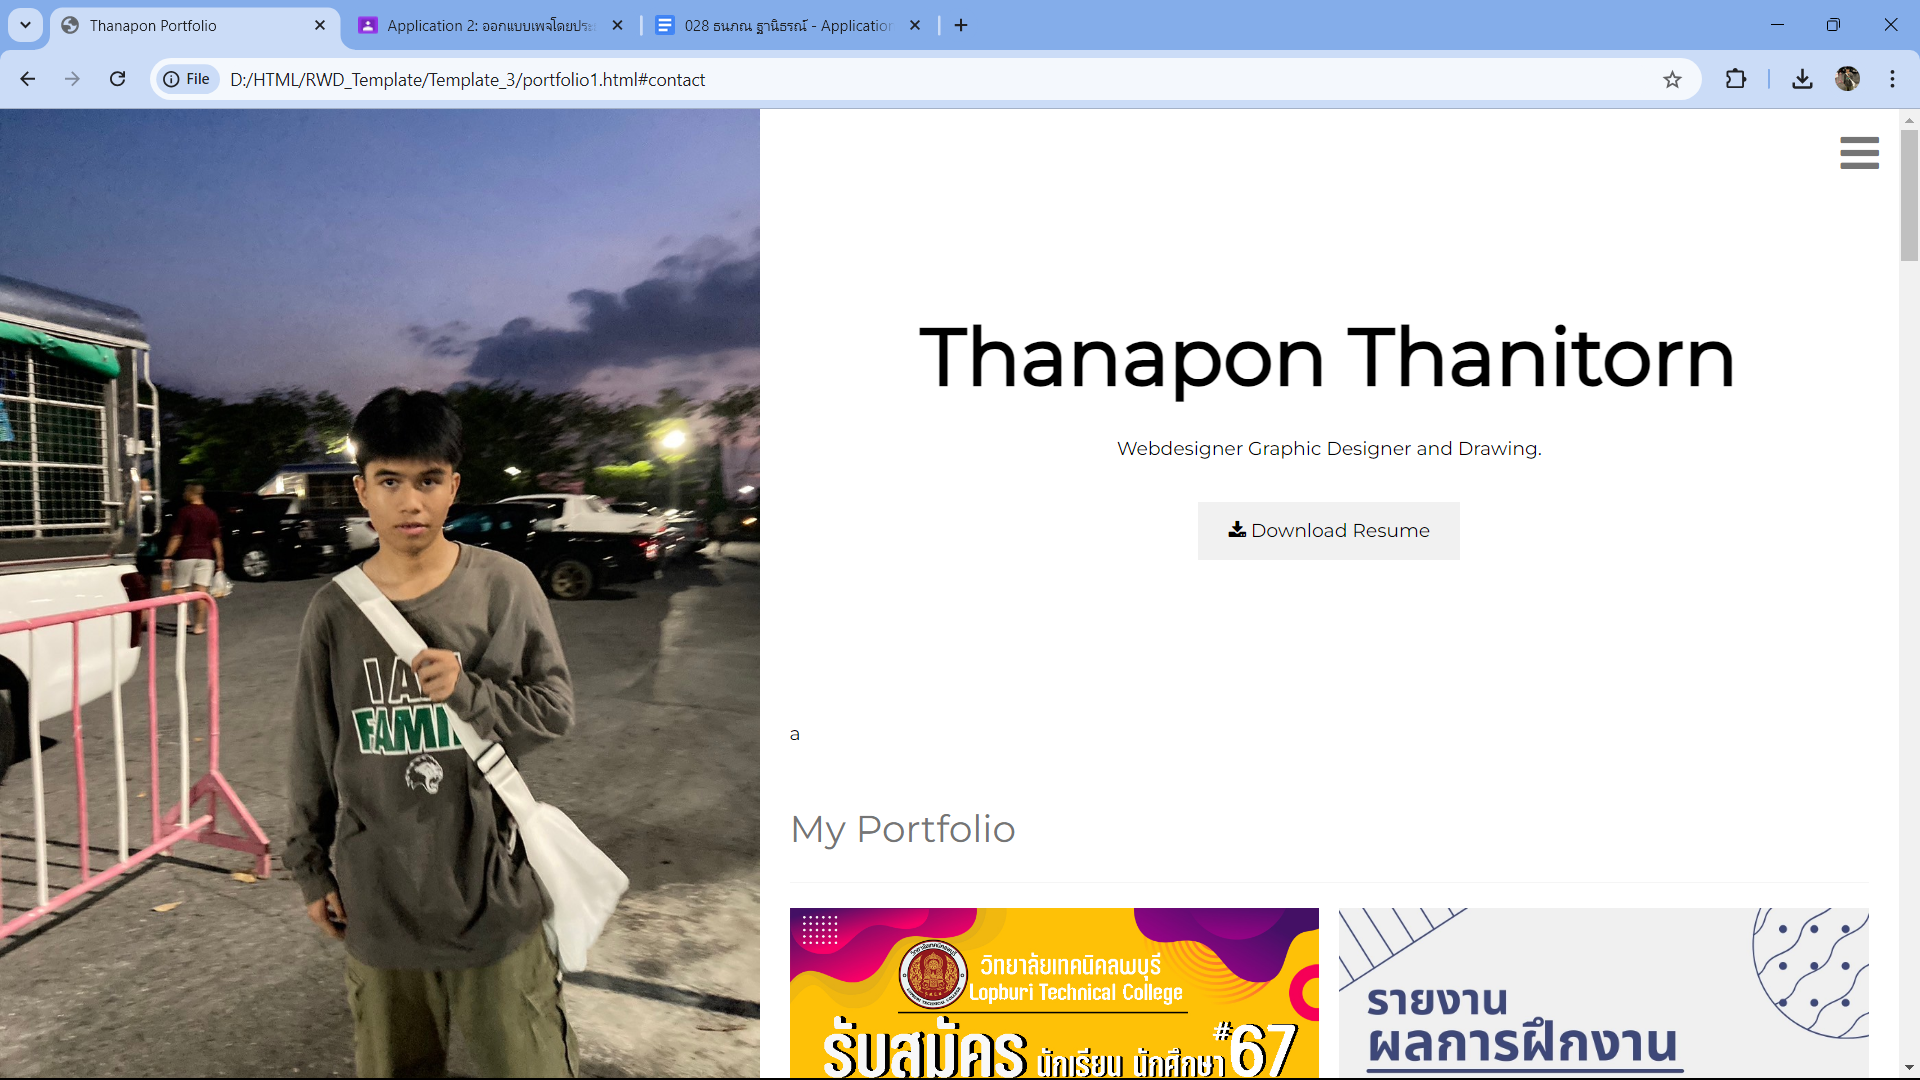 Thanapon Portfolio
Application 2: ออกแบบเพจโดยประ
028 ธนภณ ฐานิธรณ์ - Application
File
D:/HTML/RWD_Template/Template_3/portfolio1.html#contact
Thanapon Thanitorn
Webdesigner Graphic Designer and Drawing.
Download Resume
I A
FAMI
a
My Portfolio
วิทยาลัยเทคนิคลพบุรี
Lopburi Technical College
รับสมัคร นักเรียน นักศึกษา #67
รายงาน
ผลการฝึกงาน